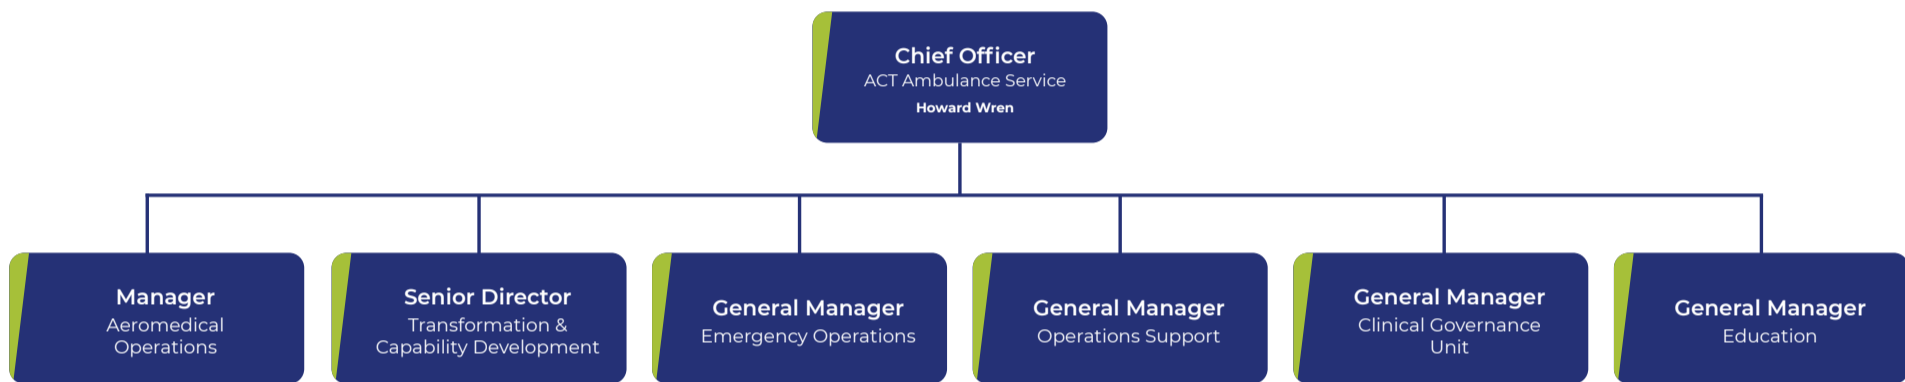 Chief Officer
ACT Ambulance Service
Howard Wren
Manager
Aeromedical
Operations
Senior Director
Transformation &
Capability Development
General Manager
Emergency Operations
General Manager
Operations Support
General Manager
Clinical Governance
Unit
General Manager
Education